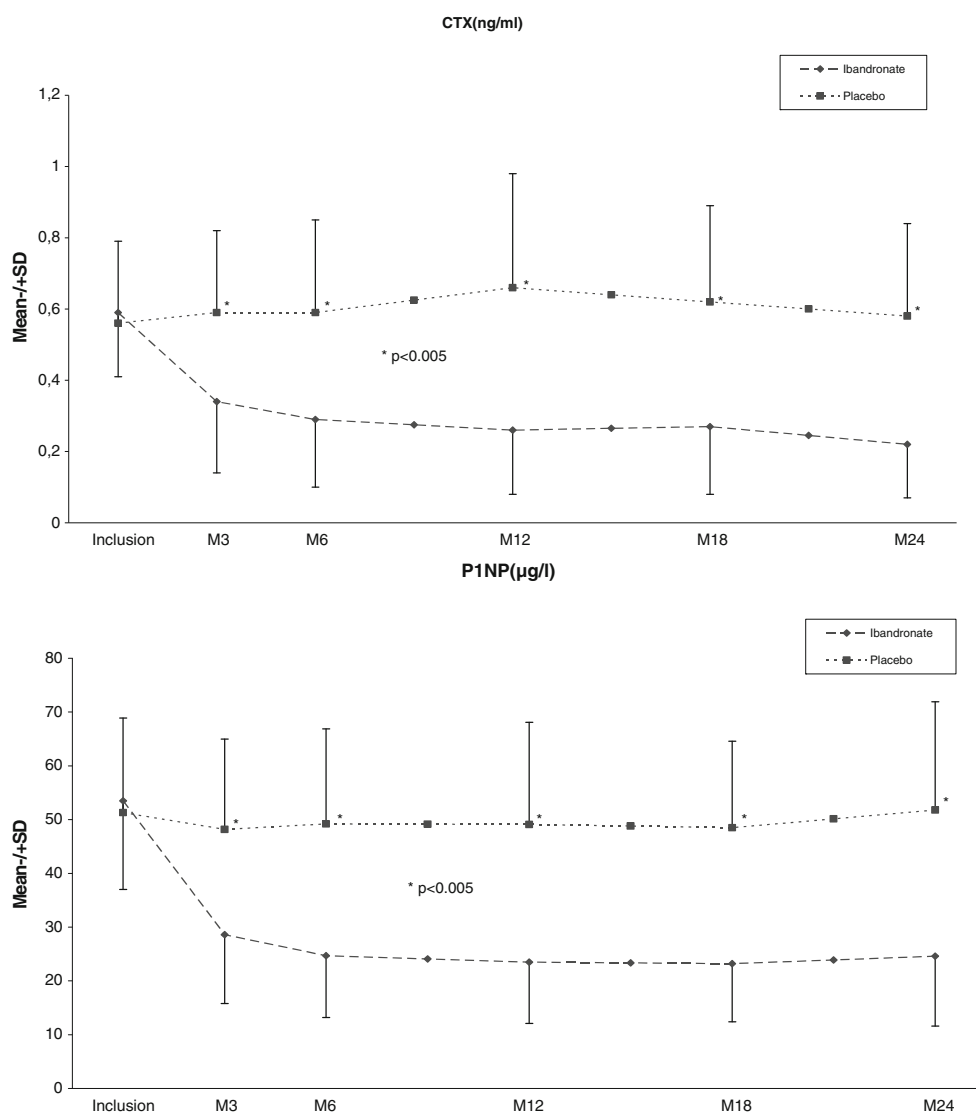 CTX(ng/ml)
Ibandronate
Placebo
1,2
1
0,8
0,6
0,4
0,2
0
Mean-/+SD
*
*
*
*
*
* p<0.005
Inclusion M3 M6 M12 M18 M24
P1NP(µg/l)
Ibandronate
Placebo
80
70
60
50
40
30
20
10
0
Mean-/+SD
*
*
*
*
*
* p<0.005
Inclusion M3 M6 M12 M18 M24